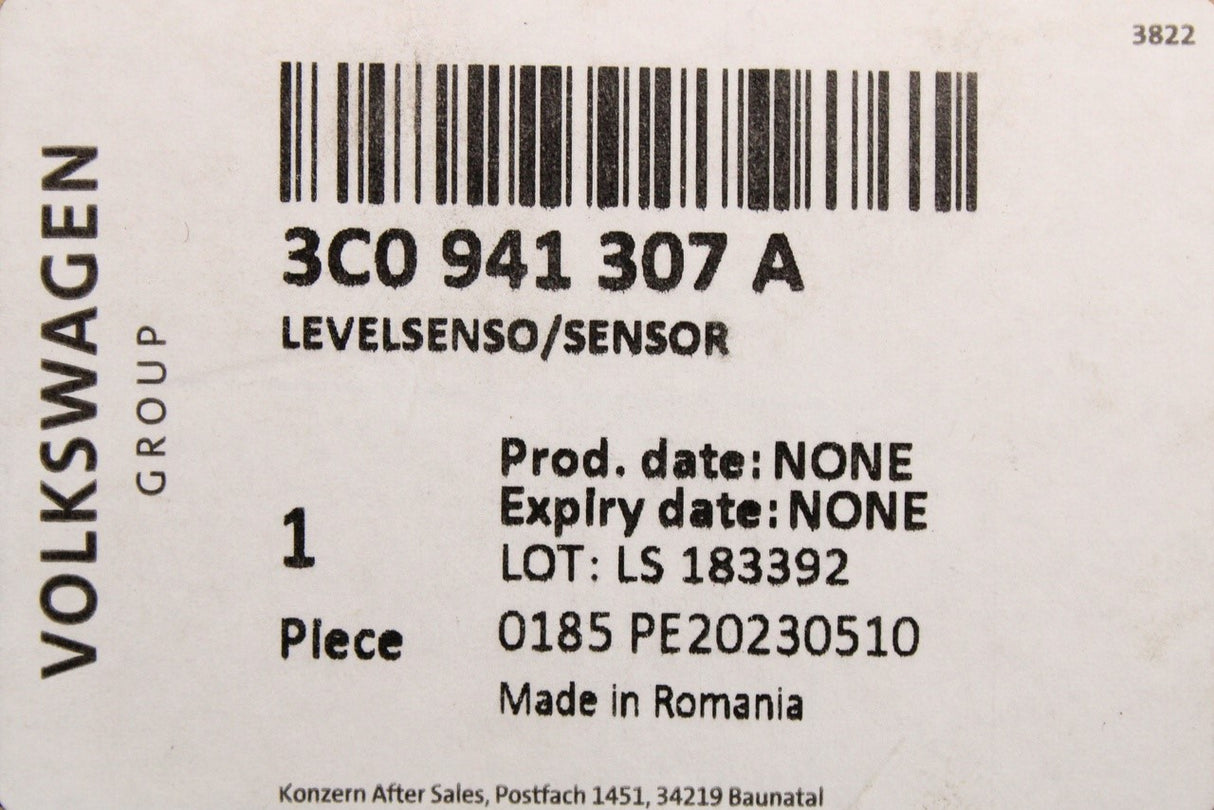 3822
VOLKSWAGEN
GROUP
3C0 941 307 A
LEVELSENSO/SENSOR
Prod. date: NONE
Expiry date: NONE
1
LOT: LS 183392
Piece
0185 PE20230510
Made in Romania
Konzern After Sales, Postfach 1451, 34219 Baunatal